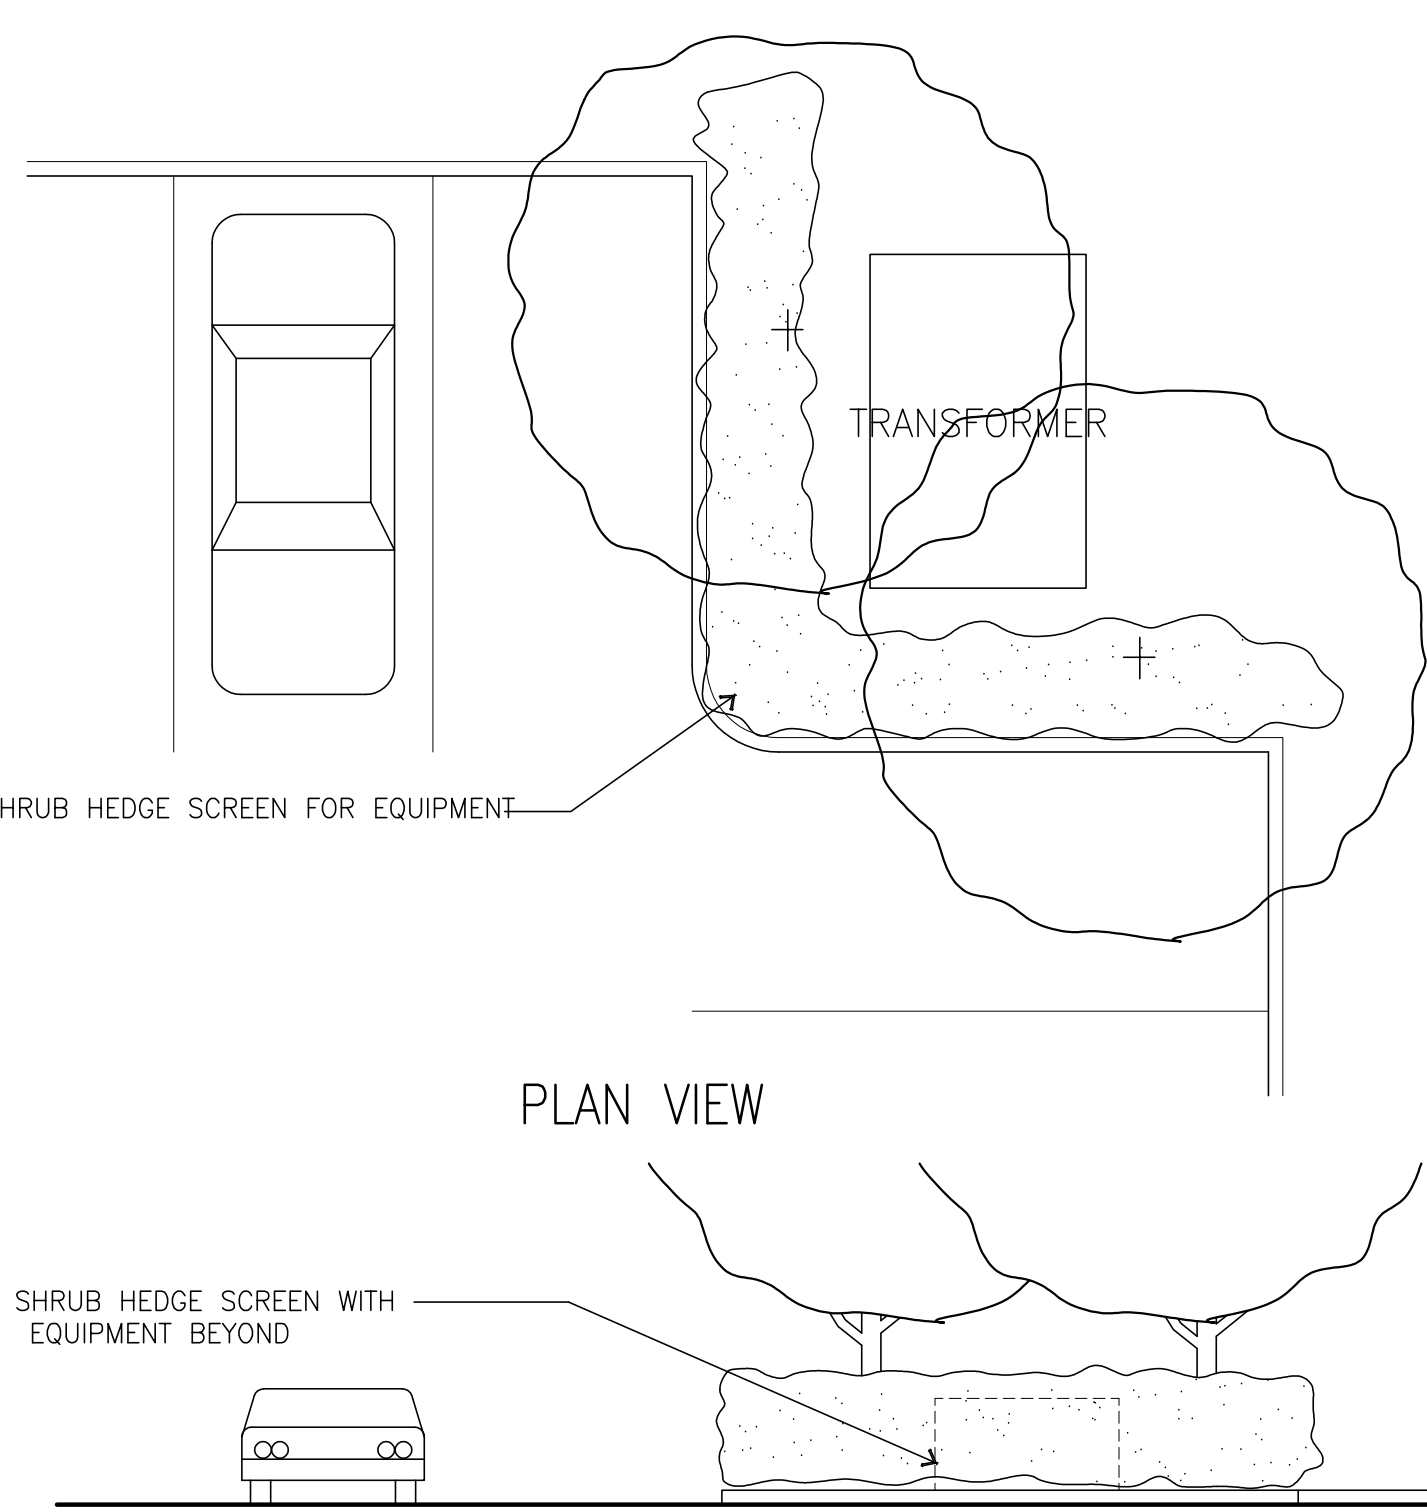 TRANSFORMER
HRUB HEDGE SCREEN FOR EQUIPMENT
PLAN VIEW
SHRUB HEDGE SCREEN WITH
EQUIPMENT BEYOND